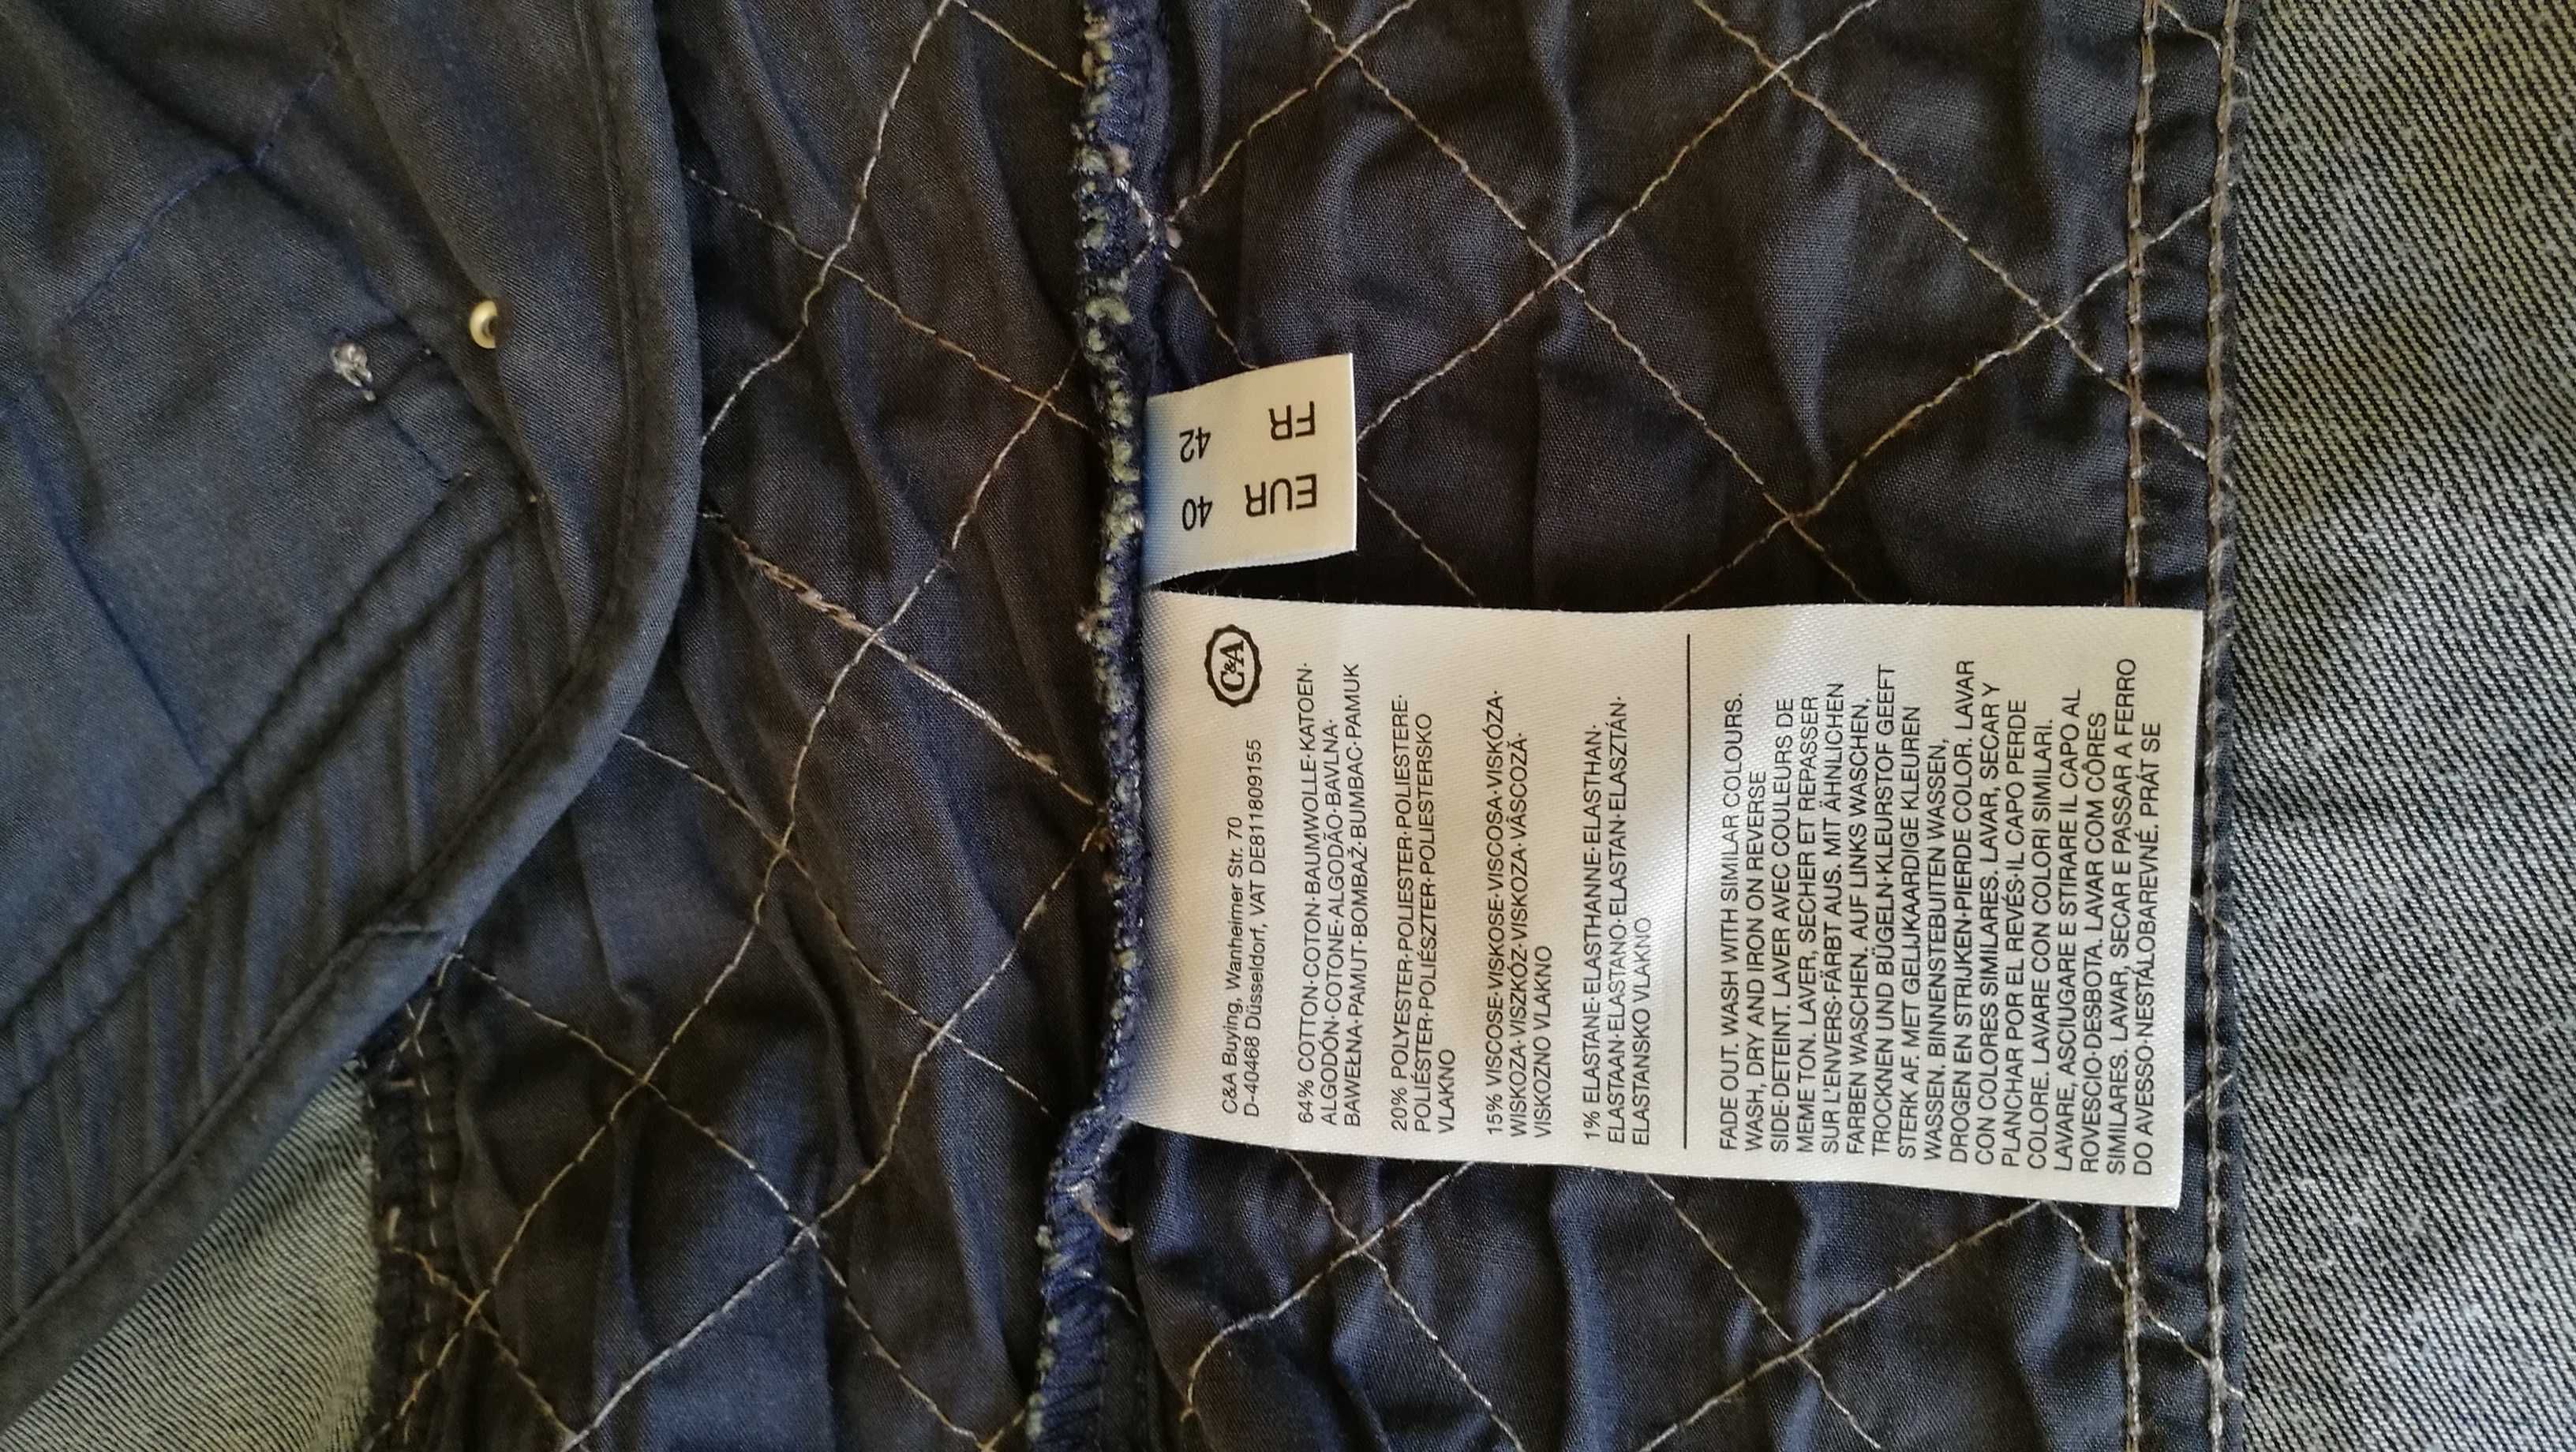 EUR FR
40 42
C&A
C&A Buying, Wanheimer Str. 70
D-40468 Düsseldorf, VAT DE811809155
64% COTTON·COTON·BAUMWOLLE·KATOEN·
ALGODÓN·COTONE·ALGODÃO·BAVLNA·
BAWEŁNA·PAMUT·BOMBAŽ·BUMBAC·PAMUK
20% POLYESTER·POLIESTER·POLIESTERE·
POLIÉSTER·POLIÉSZTER·POLIESTERSKO
VLAKNO
15% VISCOSE·VISKOSE·VISCOSA·VISKÓZA·
WISKOZA·VISZKÓZ·VISKOZA·VÂSCOZĂ·
VISKOZNO VLAKNO
1% ELASTANE·ELASTHANNE·ELASTHAN·
ELASTAAN·ELASTANO·ELASTAN·ELASZTÁN·
ELASTANSKO VLAKNO
FADE OUT. WASH WITH SIMILAR COLOURS.
WASH, DRY AND IRON ON REVERSE
SIDE·DETEINT. LAVER AVEC COULEURS DE
MEME TON. LAVER, SECHER ET REPASSER
SUR L'ENVERS·FÄRBT AUS. MIT ÄHNLICHEN
FARBEN WASCHEN. AUF LINKS WASCHEN,
TROCKNEN UND BÜGELN·KLEURSTOF GEEFT
STERK AF. MET GELIJKAARDIGE KLEUREN
WASSEN. BINNENSTEBUITEN WASSEN,
DROGEN EN STRIJKEN·PIERDE COLOR. LAVAR
CON COLORES SIMILARES. LAVAR, SECAR Y
PLANCHAR POR EL REVÉS·IL CAPO PERDE
COLORE. LAVARE CON COLORI SIMILARI.
LAVARE, ASCIUGARE E STIRARE IL CAPO AL
ROVESCIO·DESBOTA. LAVAR COM CÔRES
SIMILARES. LAVAR, SECAR E PASSAR A FERRO
DO AVESSO·NESTÁLOBAREVNÉ. PRÁT SE